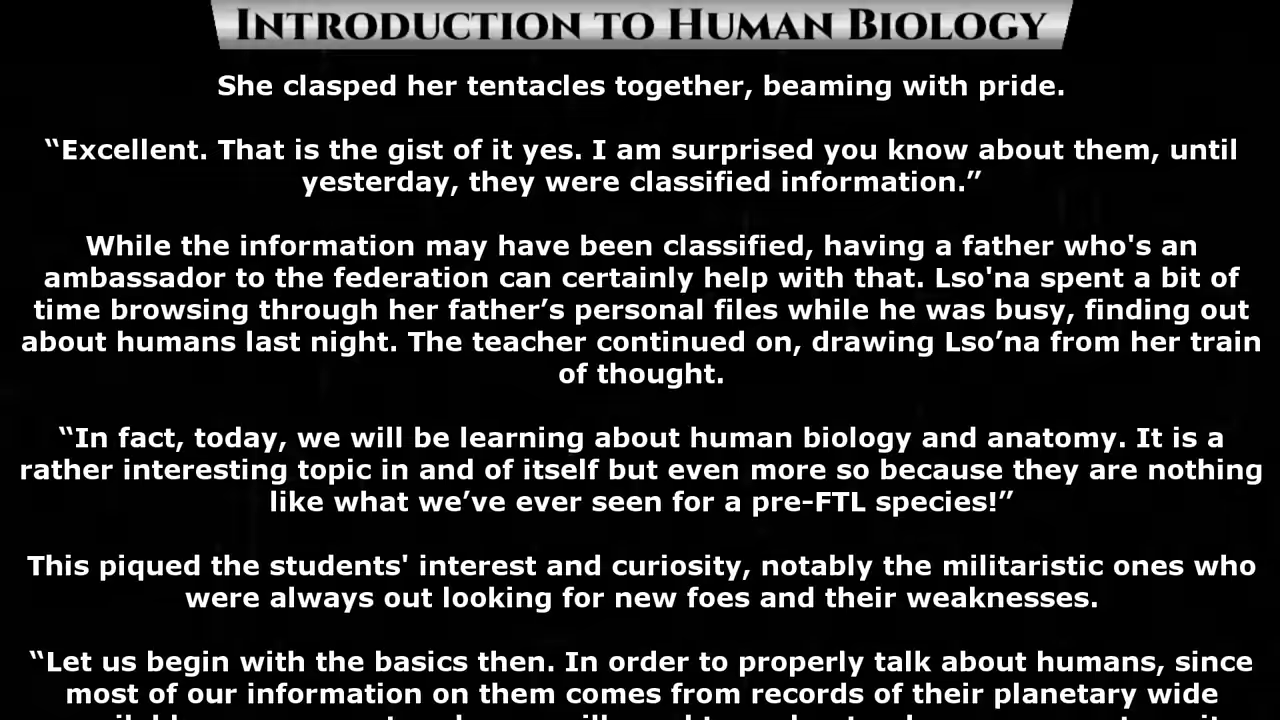 Introduction to Human Biology
She clasped her tentacles together, beaming with pride.
“Excellent. That is the gist of it yes. I am surprised you know about them, until
yesterday, they were classified information.”
While the information may have been classified, having a father who's an
ambassador to the federation can certainly help with that. Lso'na spent a bit of
time browsing through her father’s personal files while he was busy, finding out
about humans last night. The teacher continued on, drawing Lso’na from her train
of thought.
“In fact, today, we will be learning about human biology and anatomy. It is a
rather interesting topic in and of itself but even more so because they are nothing
like what we’ve ever seen for a pre-FTL species!”
This piqued the students' interest and curiosity, notably the militaristic ones who
were always out looking for new foes and their weaknesses.
“Let us begin with the basics then. In order to properly talk about humans, since
most of our information on them comes from records of their planetary wide